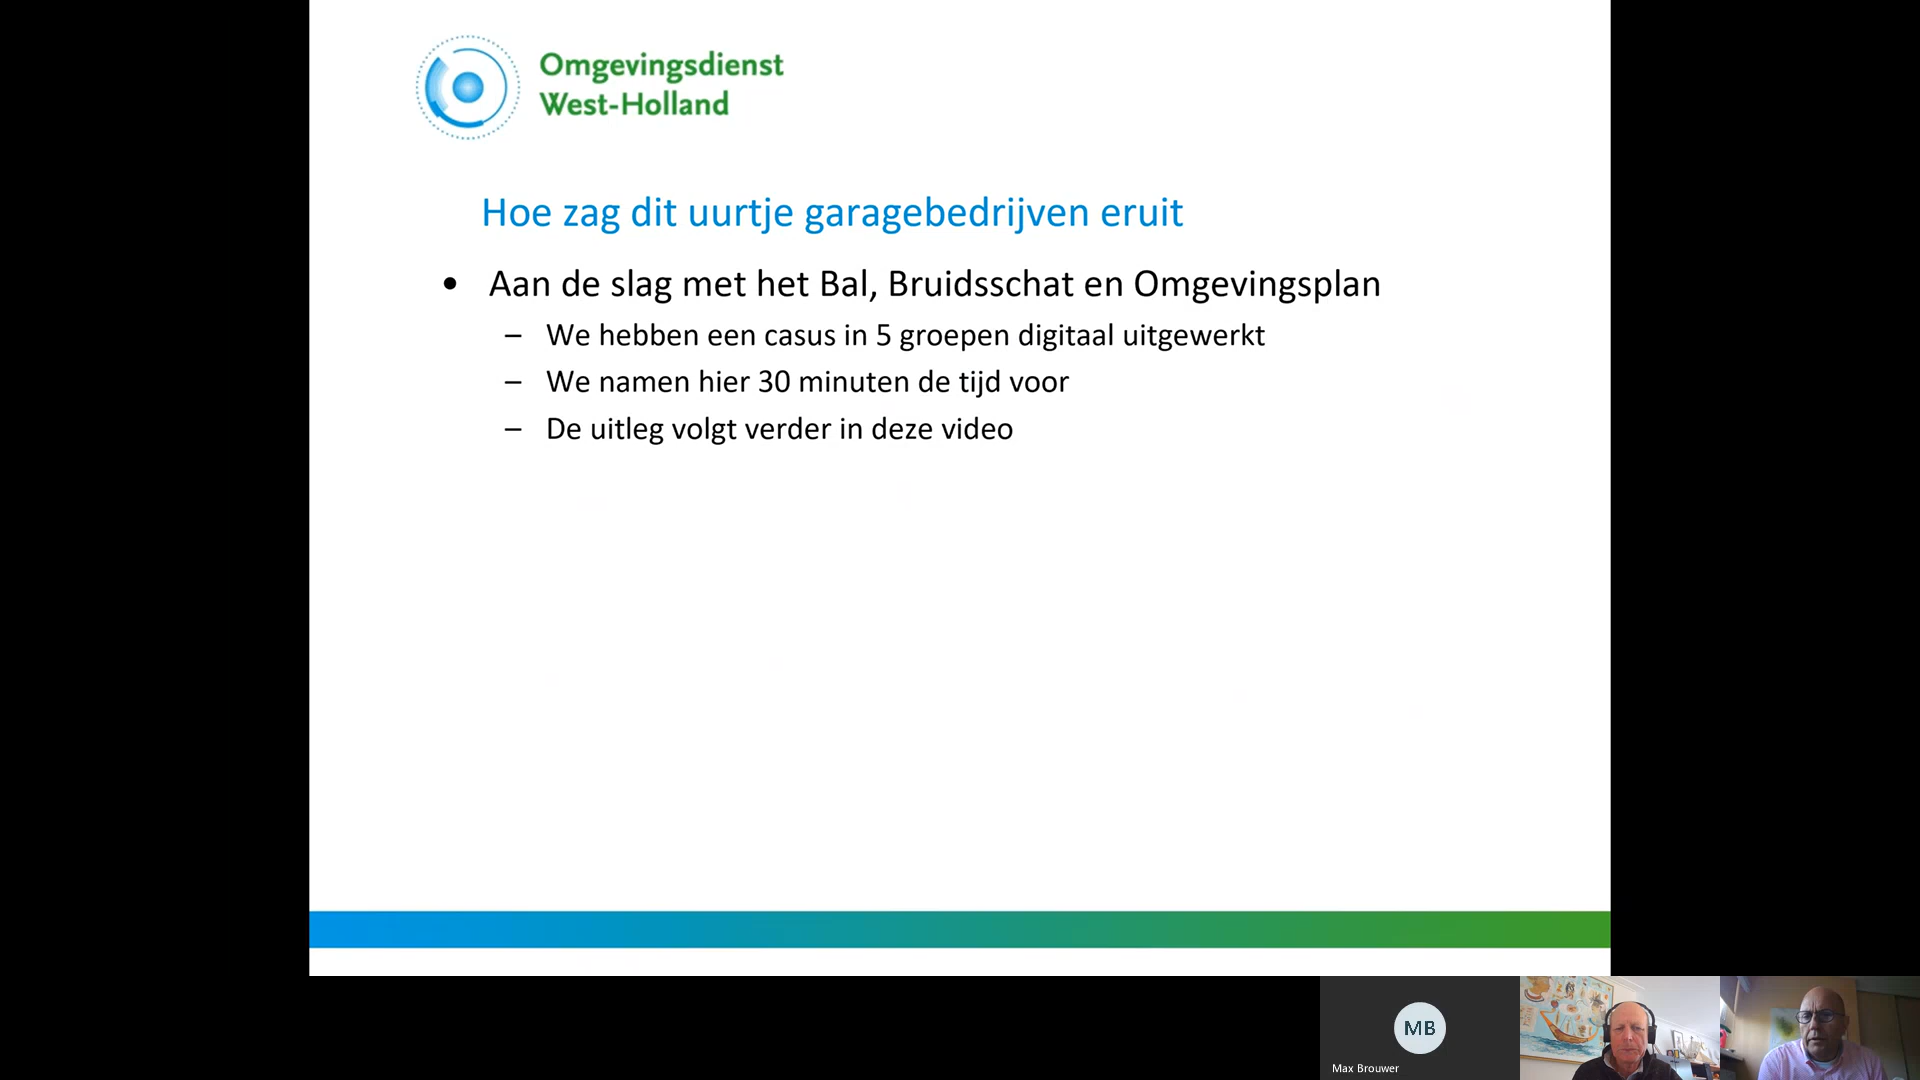 Omgevingsdienst
West-Holland
Hoe zag dit uurtje garagebedrijven eruit
• Aan de slag met het Bal, Bruidsschat en Omgevingsplan
– We hebben een casus in 5 groepen digitaal uitgewerkt
– We namen hier 30 minuten de tijd voor
– De uitleg volgt verder in deze video
MB
Max Brouwer